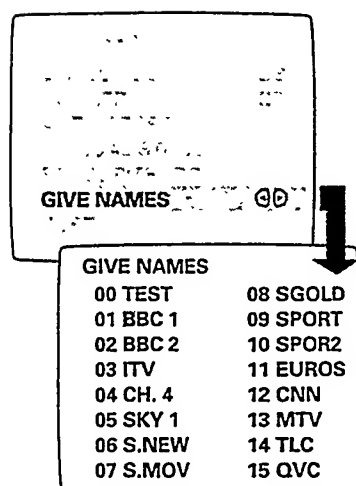 GIVE NAMES
GIVE NAMES
00 TEST 08 SGOLD
01 BBC 1 09 SPORT
02 BBC 2 10 SPOR2
03 ITV 11 EUROS
04 CH. 4 12 CNN
05 SKY 1 13 MTV
06 S.NEW 14 TLC
07 S.MOV 15 QVC